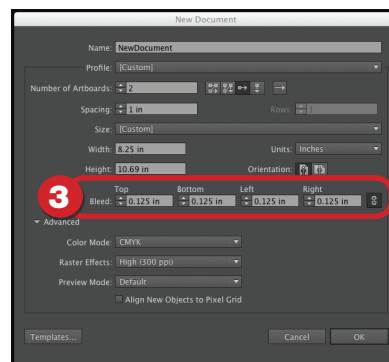 New Document
Name: NewDocument
Profile: [Custom]
Number of Artboards: 2
Spacing: 1 in Rows: 1
Size: [Custom]
Width: 8.25 in Units: Inches
Height: 10.69 in Orientation:
3
Top Bottom Left Right
Bleed: 0.125 in 0.125 in 0.125 in 0.125 in
Advanced
Color Mode: CMYK
Raster Effects: High (300 ppi)
Preview Mode: Default
Align New Objects to Pixel Grid
Templates... Cancel OK